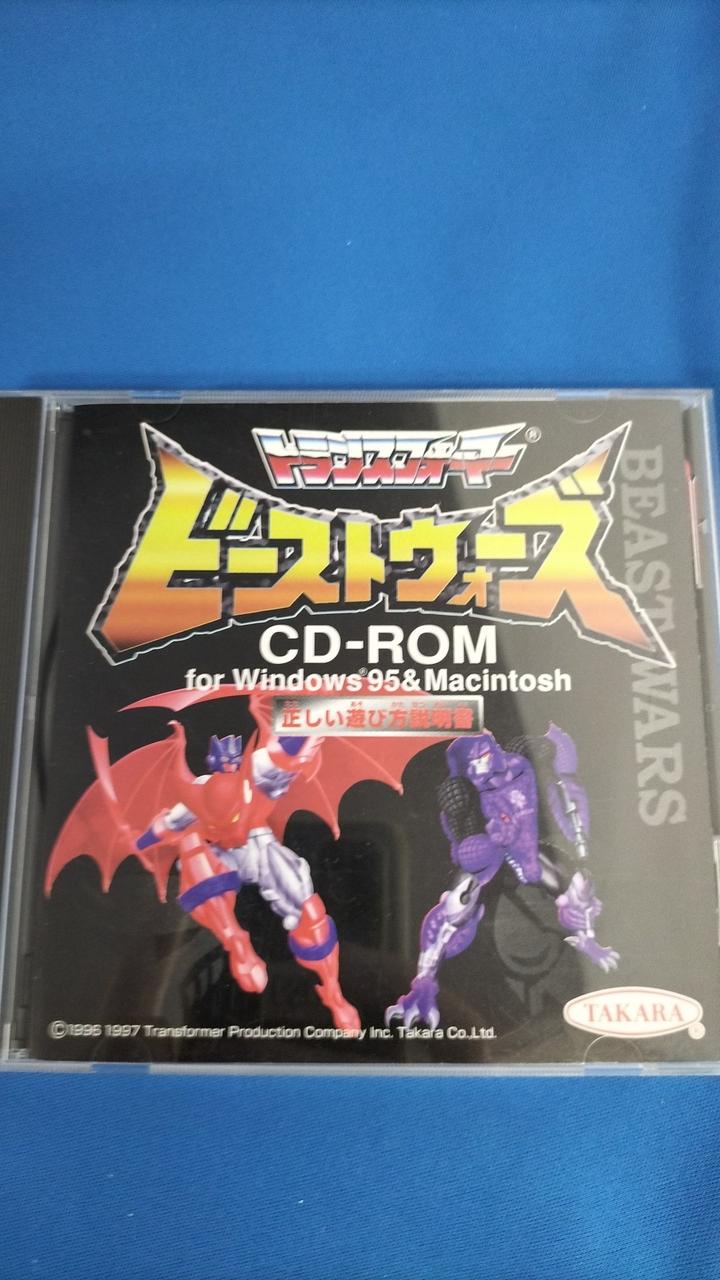 トランスフォーマー®
ビーストウォーズ
BEAST WARS
CD-ROM
for Windows®95&Macintosh
正しい遊び方説明書
©1996 1997 Transformer Production Company Inc. Takara Co.,Ltd.
TAKARA®